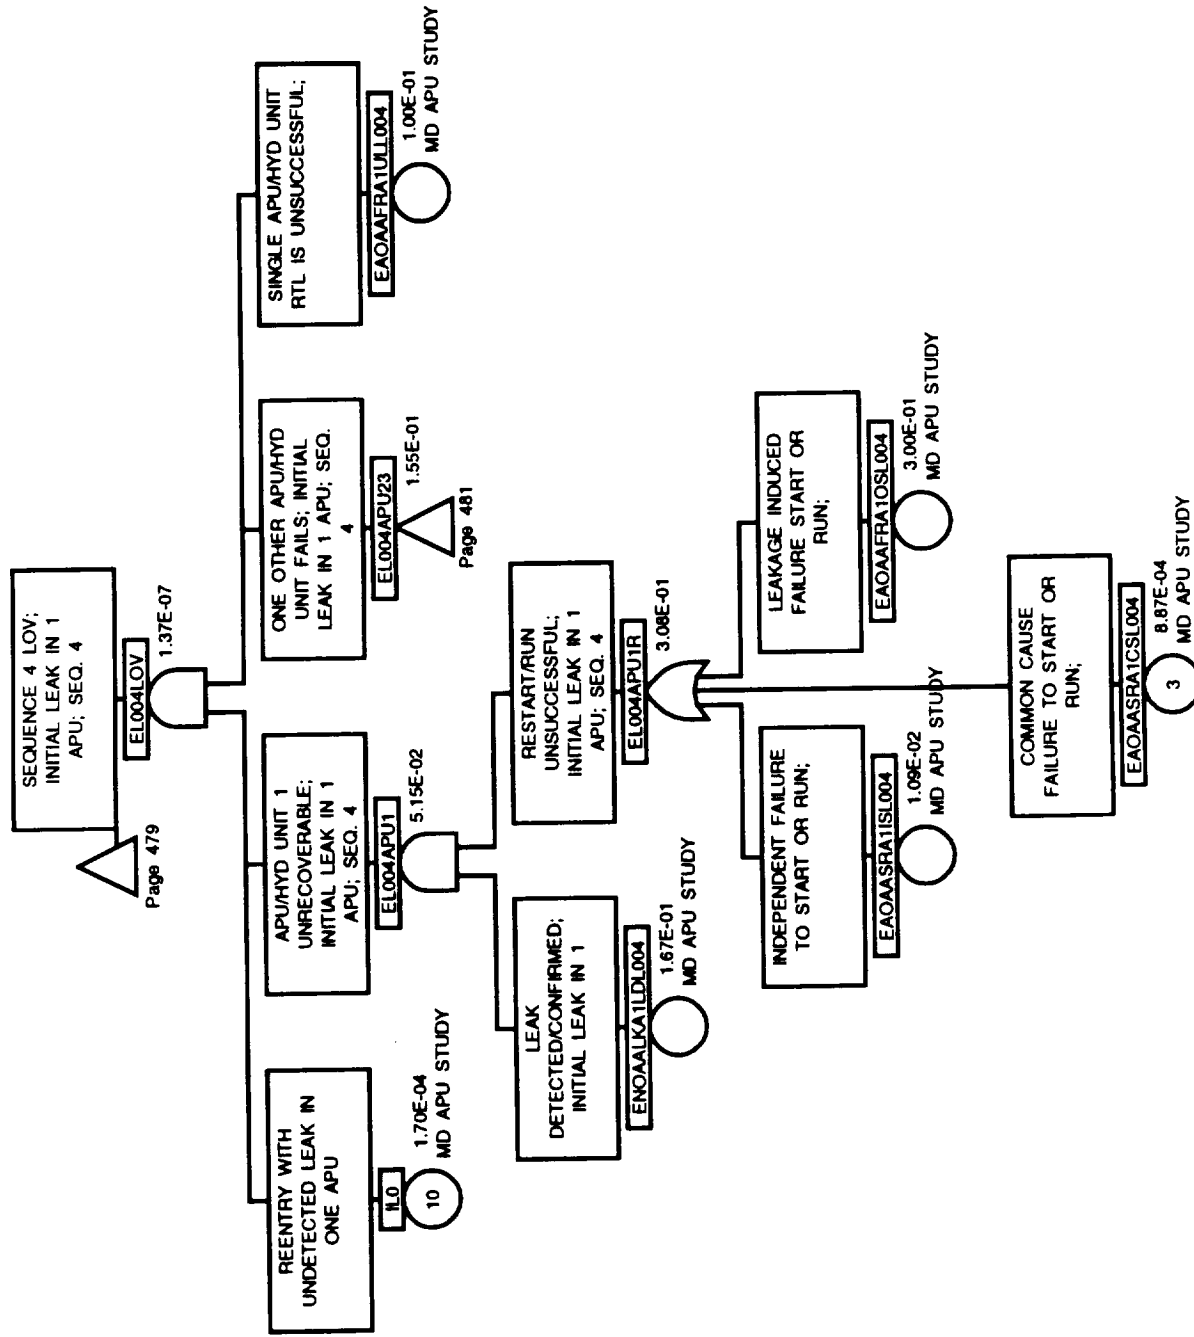 SEQUENCE 4 LOV;
INITIAL LEAK IN 1
APU; SEQ. 4
EL004LOV
1.37E-07
Page 479
REENTRY WITH
UNDETECTED LEAK IN
ONE APU
IL0
10
1.70E-04
MD APU STUDY
APU/HYD UNIT 1
UNRECOVERABLE;
INITIAL LEAK IN 1
APU; SEQ. 4
EL004APU1
5.15E-02
ONE OTHER APU/HYD
UNIT FAILS; INITIAL
LEAK IN 1 APU; SEQ.
4
EL004APU23
1.55E-01
Page 481
SINGLE APU/HYD UNIT
RTL IS UNSUCCESSFUL;
EAOAAFRA1ULL004
1.00E-01
MD APU STUDY
LEAK
DETECTED/CONFIRMED;
INITIAL LEAK IN 1
ENOAALKA1LDL004
1.67E-01
MD APU STUDY
RESTART/RUN
UNSUCCESSFUL;
INITIAL LEAK IN 1
APU; SEQ. 4
EL004APU1R
3.08E-01
INDEPENDENT FAILURE
TO START OR RUN;
EAOAASRA1ISL004
1.09E-02
MD APU STUDY
LEAKAGE INDUCED
FAILURE START OR
RUN;
EAOAAFRA1OSL004
3.00E-01
MD APU STUDY
COMMON CAUSE
FAILURE TO START OR
RUN;
EAOAASRA1CSL004
3
8.87E-04
MD APU STUDY